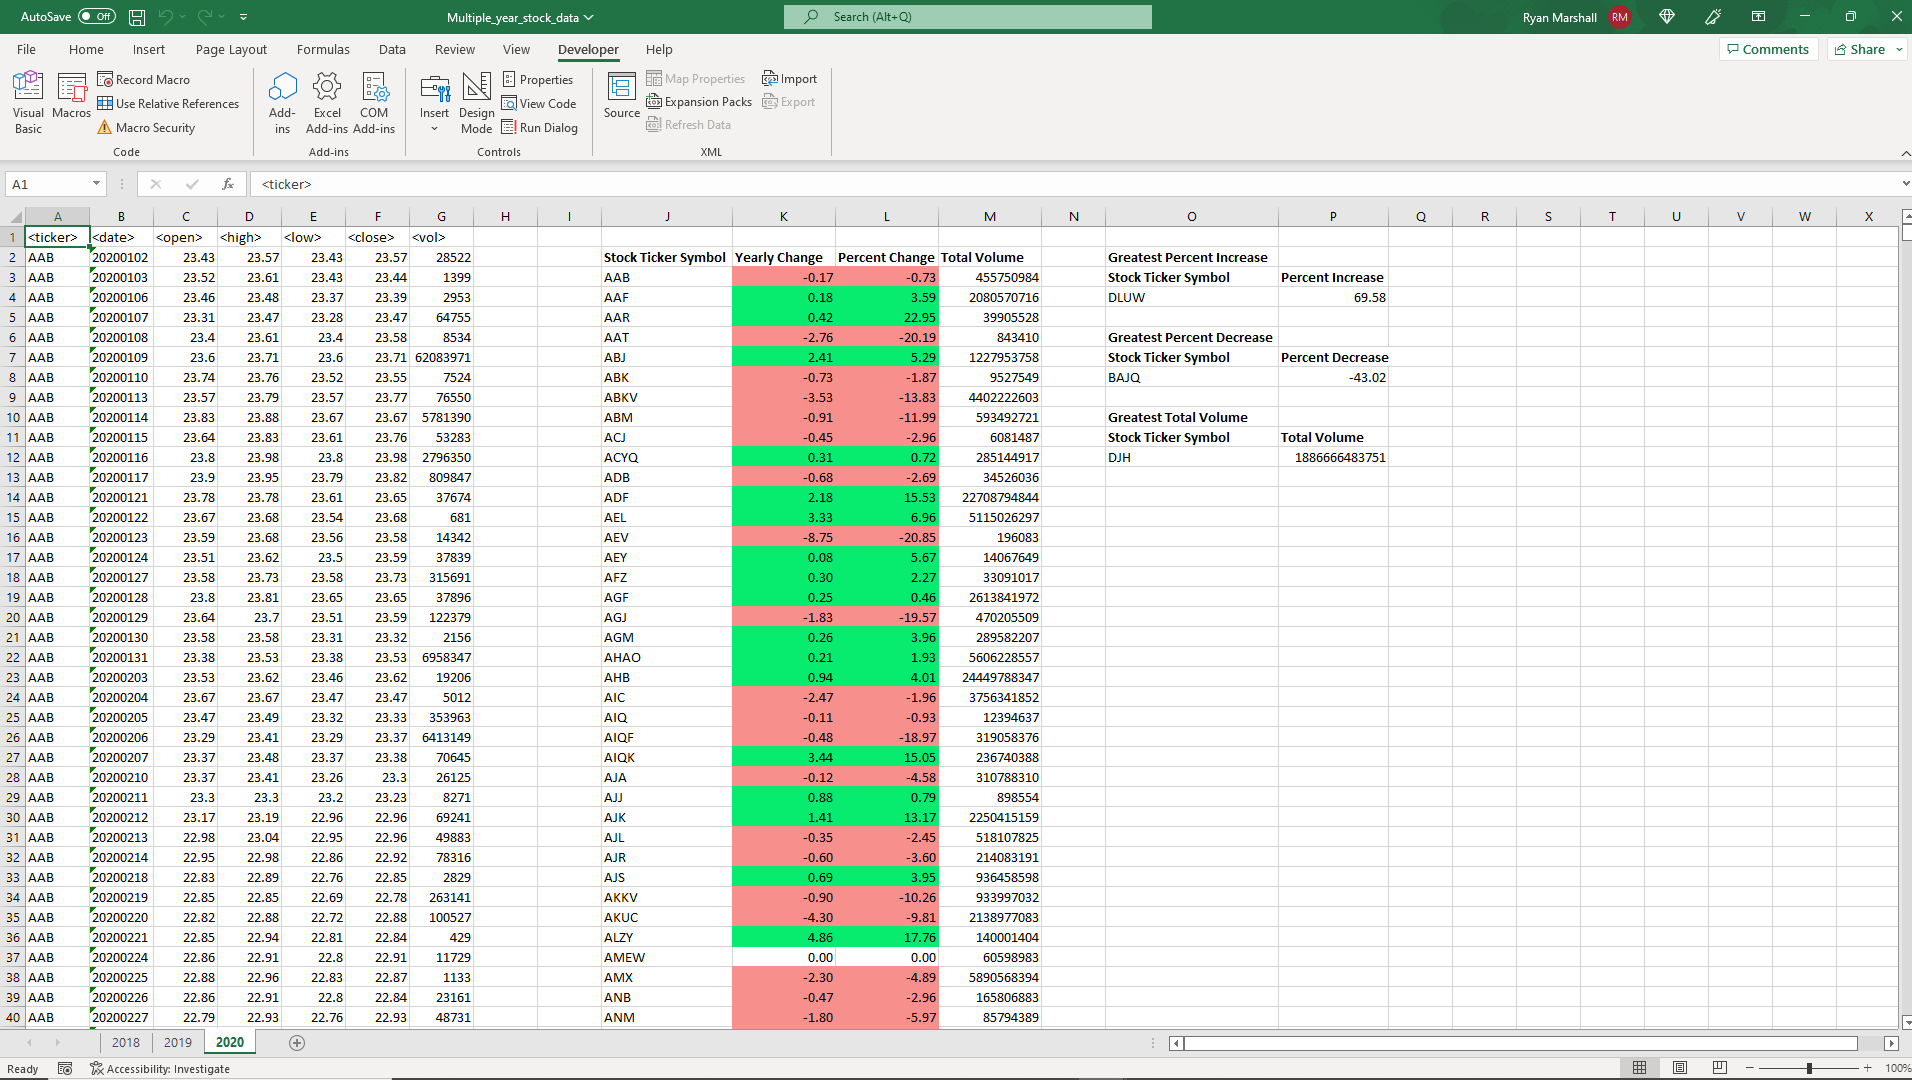 AutoSave Off Multiple_year_stock_data Search (Alt+Q) Ryan Marshall RM
File Home Insert Page Layout Formulas Data Review View Developer Help Comments Share
Visual Basic Macros Record Macro Use Relative References Macro Security Code
Add-ins Excel Add-ins COM Add-ins Add-ins
Insert Design Mode Properties View Code Run Dialog Controls
Source Map Properties Expansion Packs Refresh Data Import Export XML
A1 fx <ticker>
A B C D E F G H I J K L M N O P Q R S T U V W X
1 <ticker> <date> <open> <high> <low> <close> <vol>
2 AAB 20200102 23.43 23.57 23.43 23.57 28522 Stock Ticker Symbol Yearly Change Percent Change Total Volume Greatest Percent Increase
3 AAB 20200103 23.52 23.61 23.43 23.44 1399 AAB -0.17 -0.73 455750984 Stock Ticker Symbol Percent Increase
4 AAB 20200106 23.46 23.48 23.37 23.39 2953 AAF 0.18 3.59 2080570716 DLUW 69.58
5 AAB 20200107 23.31 23.47 23.28 23.47 64755 AAR 0.42 22.95 39905528
6 AAB 20200108 23.4 23.61 23.4 23.58 8534 AAT -2.76 -20.19 843410 Greatest Percent Decrease
7 AAB 20200109 23.6 23.71 23.6 23.71 62083971 ABJ 2.41 5.29 1227953758 Stock Ticker Symbol Percent Decrease
8 AAB 20200110 23.74 23.76 23.52 23.55 7524 ABK -0.73 -1.87 9527549 BAJQ -43.02
9 AAB 20200113 23.57 23.79 23.57 23.77 76550 ABKV -3.53 -13.83 4402222603
10 AAB 20200114 23.83 23.88 23.67 23.67 5781390 ABM -0.91 -11.99 593492721 Greatest Total Volume
11 AAB 20200115 23.64 23.83 23.61 23.76 53283 ACJ -0.45 -2.96 6081487 Stock Ticker Symbol Total Volume
12 AAB 20200116 23.8 23.98 23.8 23.98 2796350 ACYQ 0.31 0.72 285144917 DJH 1886666483751
13 AAB 20200117 23.9 23.95 23.79 23.82 809847 ADB -0.68 -2.69 34526036
14 AAB 20200121 23.78 23.78 23.61 23.65 37674 ADF 2.18 15.53 22708794844
15 AAB 20200122 23.67 23.68 23.54 23.68 681 AEL 3.33 6.96 5115026297
16 AAB 20200123 23.59 23.68 23.56 23.58 14342 AEV -8.75 -20.85 196083
17 AAB 20200124 23.51 23.62 23.5 23.59 37839 AEY 0.08 5.67 14067649
18 AAB 20200127 23.58 23.73 23.58 23.73 315691 AFZ 0.30 2.27 33091017
19 AAB 20200128 23.8 23.81 23.65 23.65 37896 AGF 0.25 0.46 2613841972
20 AAB 20200129 23.64 23.7 23.51 23.59 122379 AGJ -1.83 -19.57 470205509
21 AAB 20200130 23.58 23.58 23.31 23.32 2156 AGM 0.26 3.96 289582207
22 AAB 20200131 23.38 23.53 23.38 23.53 6958347 AHAO 0.21 1.93 5606228557
23 AAB 20200203 23.53 23.62 23.46 23.62 19206 AHB 0.94 4.01 24449788347
24 AAB 20200204 23.67 23.67 23.47 23.47 5012 AIC -2.47 -1.96 3756341852
25 AAB 20200205 23.47 23.49 23.32 23.33 353963 AIQ -0.11 -0.93 12394637
26 AAB 20200206 23.29 23.41 23.29 23.37 6413149 AIQF -0.48 -18.97 319058376
27 AAB 20200207 23.37 23.48 23.37 23.38 70645 AIQK 3.44 15.05 236740388
28 AAB 20200210 23.37 23.41 23.26 23.3 26125 AJA -0.12 -4.58 310788310
29 AAB 20200211 23.3 23.3 23.2 23.23 8271 AJJ 0.88 0.79 898554
30 AAB 20200212 23.17 23.19 22.96 22.96 69241 AJK 1.41 13.17 2250415159
31 AAB 20200213 22.98 23.04 22.95 22.96 49883 AJL -0.35 -2.45 518107825
32 AAB 20200214 22.95 22.98 22.86 22.92 78316 AJR -0.60 -3.60 214083191
33 AAB 20200218 22.83 22.89 22.76 22.85 2829 AJS 0.69 3.95 936458598
34 AAB 20200219 22.85 22.85 22.69 22.78 263141 AKKV -0.90 -10.26 933997032
35 AAB 20200220 22.82 22.88 22.72 22.88 100527 AKUC -4.30 -9.81 2138977083
36 AAB 20200221 22.85 22.94 22.81 22.84 429 ALZY 4.86 17.76 140001404
37 AAB 20200224 22.86 22.91 22.8 22.91 11729 AMEW 0.00 0.00 60598983
38 AAB 20200225 22.88 22.96 22.83 22.87 1133 AMX -2.30 -4.89 5890568394
39 AAB 20200226 22.86 22.91 22.8 22.84 23161 ANB -0.47 -2.96 165806883
40 AAB 20200227 22.79 22.93 22.76 22.93 48731 ANM -1.80 -5.97 85794389
2018 2019 2020
Ready Accessibility: Investigate 100%